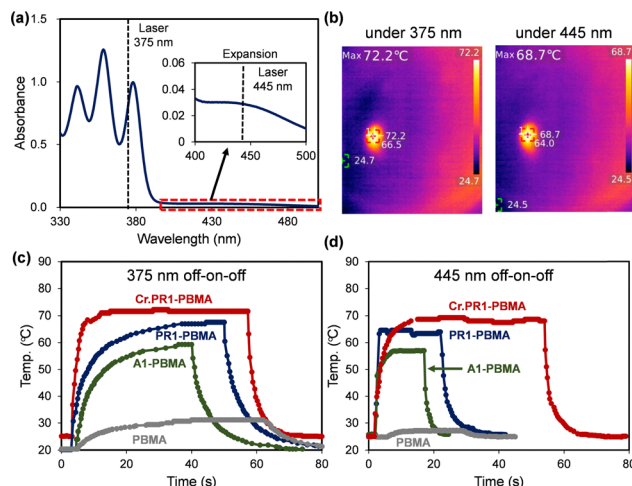 (a)
Laser
375 nm
Expansion
Laser
445 nm
0.06
0.04
0.02
0
400
450
500
1.5
1.0
0.5
0.0
Absorbance
330
380
430
480
Wavelength (nm)
(b)
under 375 nm
under 445 nm
Max 72.2℃
72.2
72.2
66.5
24.7
24.7
Max 68.7℃
68.7
68.7
64.0
24.5
24.5
(c)
375 nm off-on-off
90
80
70
60
50
40
30
20
Temp. (℃)
Cr.PR1-PBMA
PR1-PBMA
A1-PBMA
PBMA
0
20
40
60
80
Time (s)
(d)
445 nm off-on-off
90
80
70
60
50
40
30
20
Temp. (℃)
Cr.PR1-PBMA
PR1-PBMA
A1-PBMA
PBMA
0
20
40
60
80
Time (s)